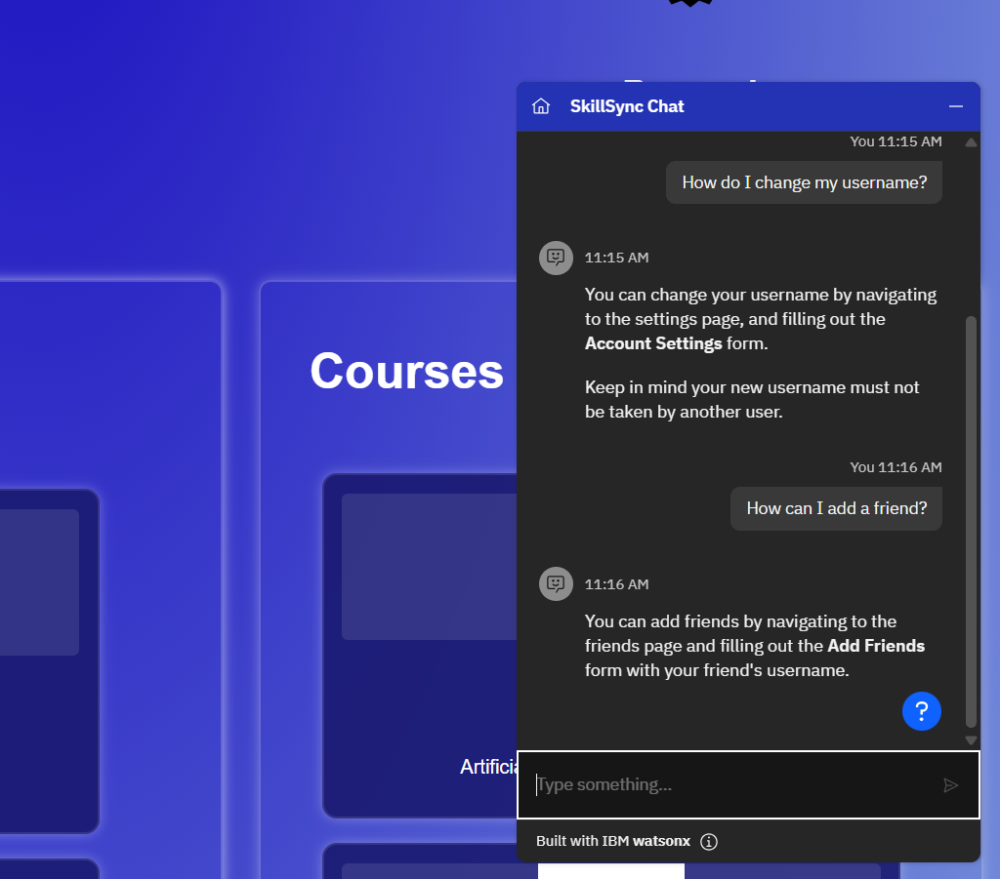 SkillSync Chat
You 11:15 AM
How do I change my username?
11:15 AM
You can change your username by navigating
to the settings page, and filling out the
Account Settings form.
Keep in mind your new username must not
be taken by another user.
You 11:16 AM
How can I add a friend?
11:16 AM
You can add friends by navigating to the
friends page and filling out the Add Friends
form with your friend's username.
?
Type something...
Built with IBM watsonx
Courses